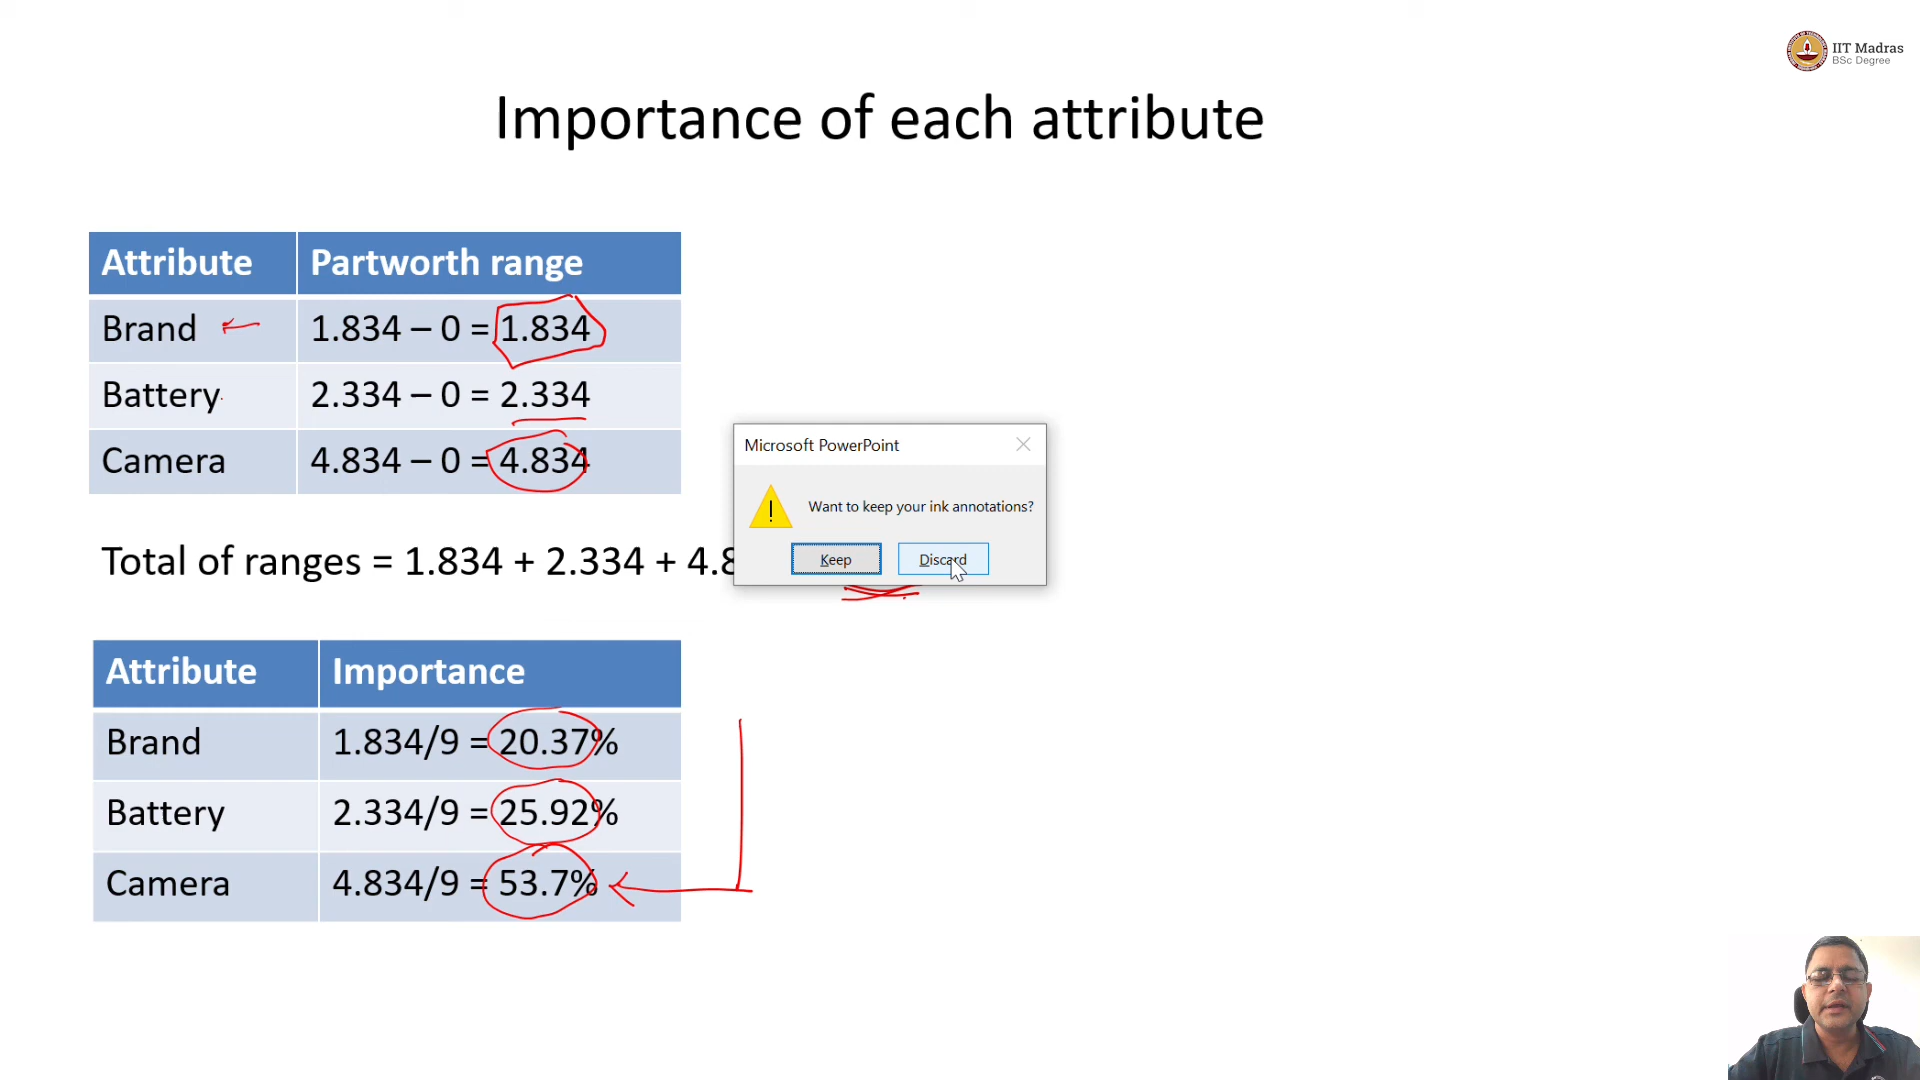 IIT Madras
BSc Degree
Importance of each attribute
Attribute Partworth range
Brand 1.834 – 0 = 1.834
Battery 2.334 – 0 = 2.334
Camera 4.834 – 0 = 4.834
Microsoft PowerPoint
Want to keep your ink annotations?
Keep Discard
Total of ranges = 1.834 + 2.334 + 4.8
Attribute Importance
Brand 1.834/9 = 20.37%
Battery 2.334/9 = 25.92%
Camera 4.834/9 = 53.7%